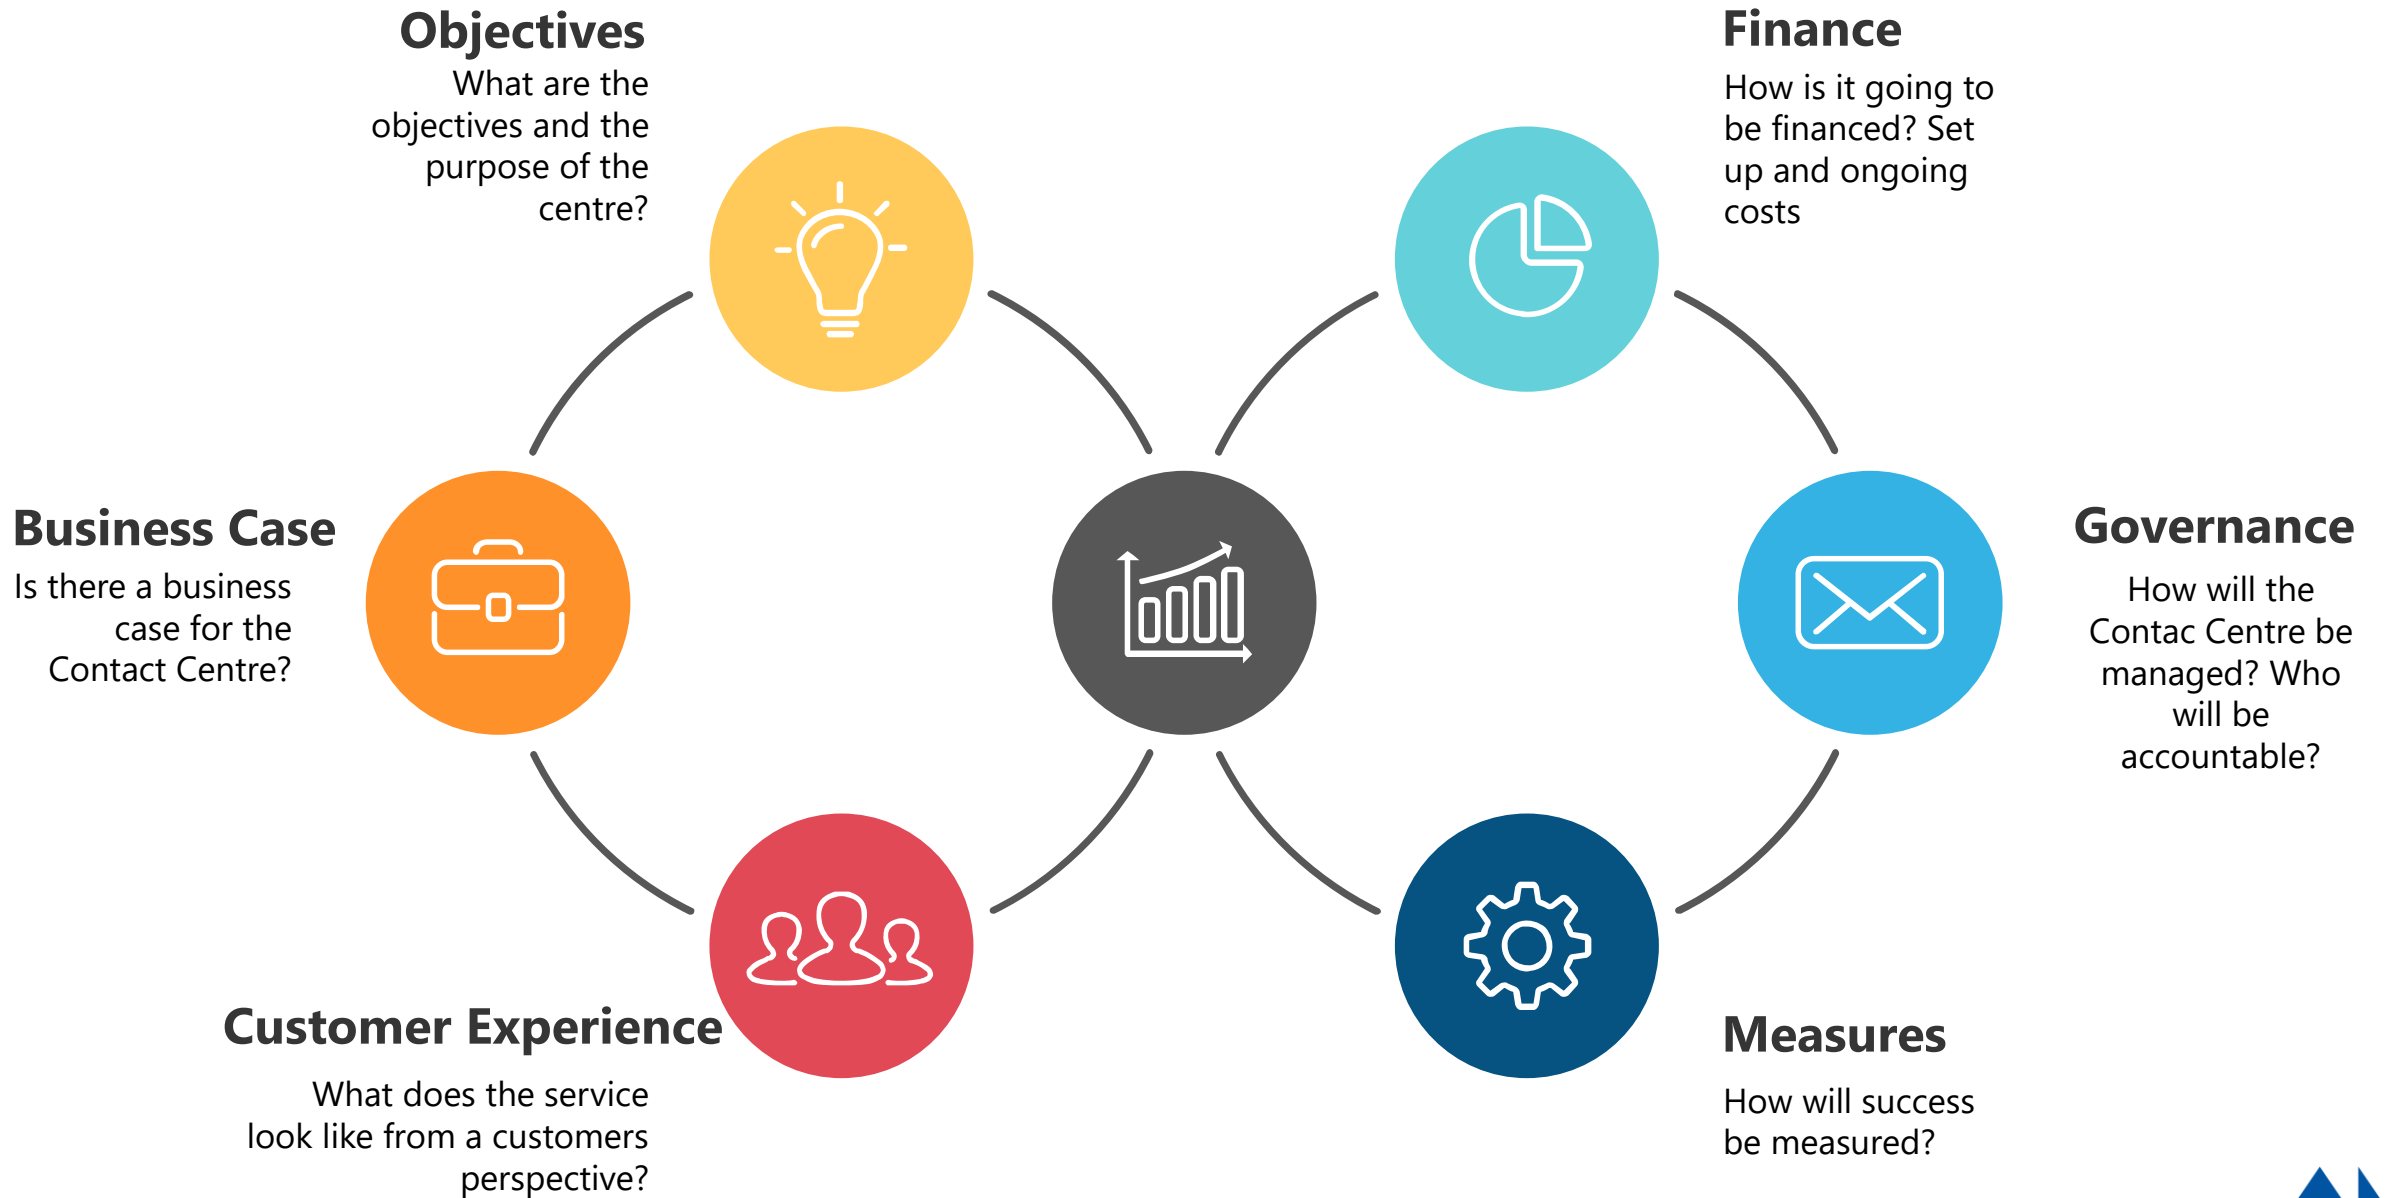 Objectives
What are the
objectives and the
purpose of the
centre?
Finance
How is it going to
be financed? Set
up and ongoing
costs
Business Case
Is there a business
case for the
Contact Centre?
Governance
How will the
Contac Centre be
managed? Who
will be
accountable?
Customer Experience
What does the service
look like from a customers
perspective?
Measures
How will success
be measured?